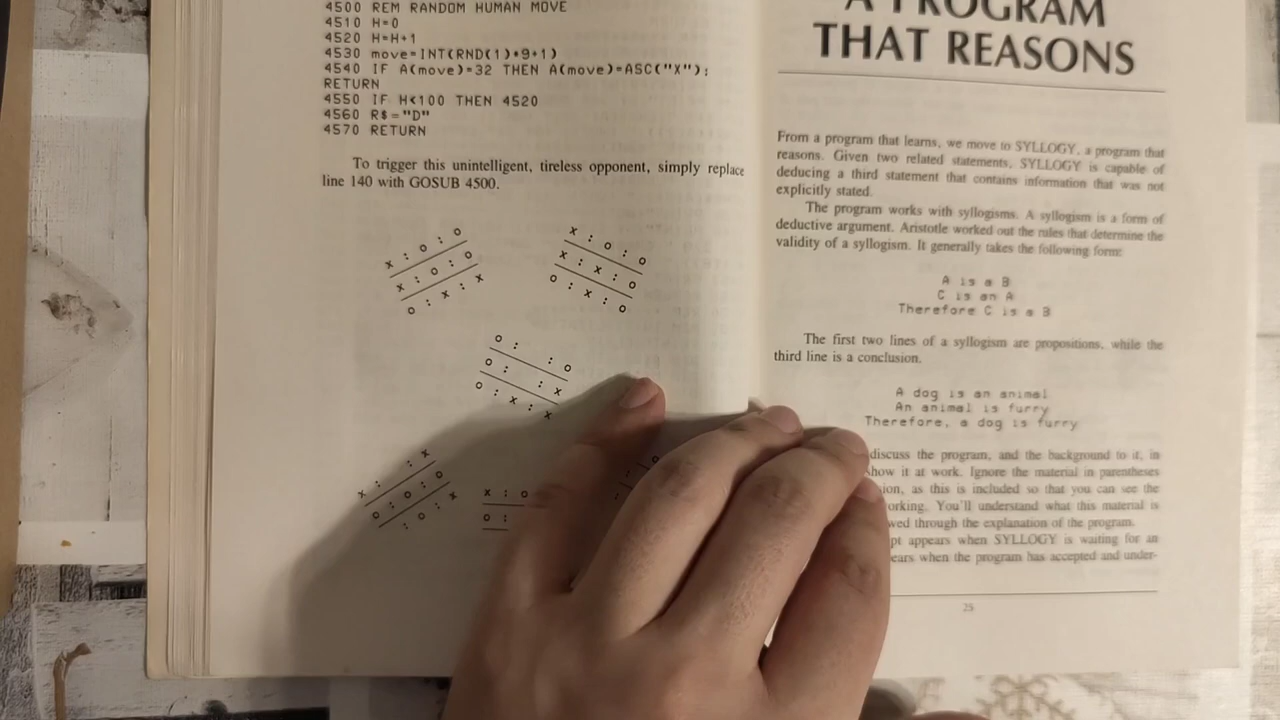 4500 REM RANDOM HUMAN MOVE
4510 H=0
4520 H=H+1
4530 move=INT(RND(1)*9+1)
4540 IF A(move)=32 THEN A(move)=ASC("X"):
RETURN
4550 IF H<100 THEN 4520
4560 R$="D"
4570 RETURN
To trigger this unintelligent, tireless opponent, simply replace
line 140 with GOSUB 4500.
x : o : o
x : o : o
o : x : x
x : o : o
x : x : o
o : x : o
o : : o
o : : x
o : x : x
x : : x
o : o : o
: o : x
x : o
o :
A PROGRAM
THAT REASONS
From a program that learns, we move to SYLLOGY, a program that
reasons. Given two related statements, SYLLOGY is capable of
deducing a third statement that contains information that was not
explicitly stated.
The program works with syllogisms. A syllogism is a form of
deductive argument. Aristotle worked out the rules that determine the
validity of a syllogism. It generally takes the following form:
A is a B
C is an A
Therefore C is a B
The first two lines of a syllogism are propositions, while the
third line is a conclusion.
A dog is an animal
An animal is furry
Therefore, a dog is furry
discuss the program, and the background to it, in
show it at work. Ignore the material in parentheses
as this is included so that you can see the
You'll understand what this material is
through the explanation of the program.
appears when SYLLOGY is waiting for an
when the program has accepted and under-
25